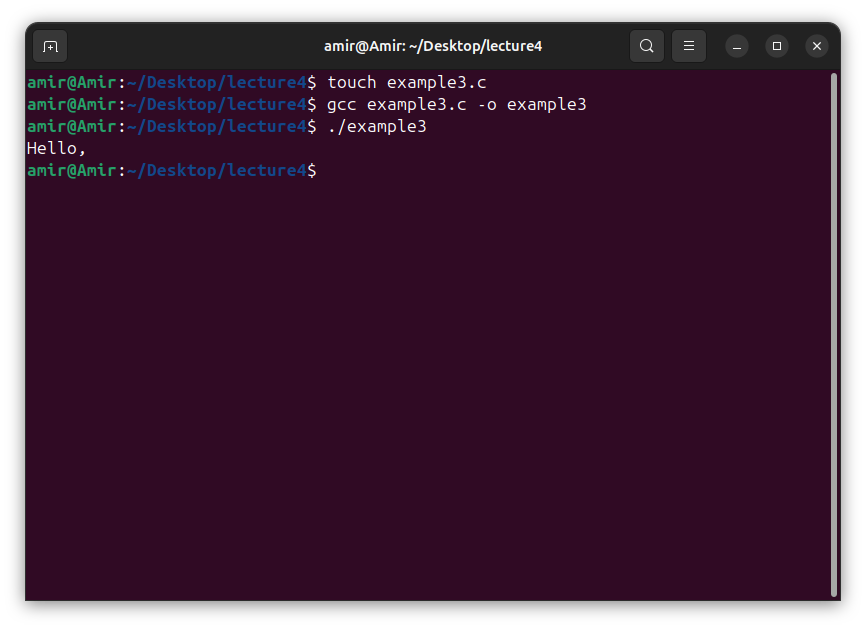 amir@Amir: ~/Desktop/lecture4
amir@Amir:~/Desktop/lecture4$ touch example3.c
amir@Amir:~/Desktop/lecture4$ gcc example3.c -o example3
amir@Amir:~/Desktop/lecture4$ ./example3
Hello,
amir@Amir:~/Desktop/lecture4$